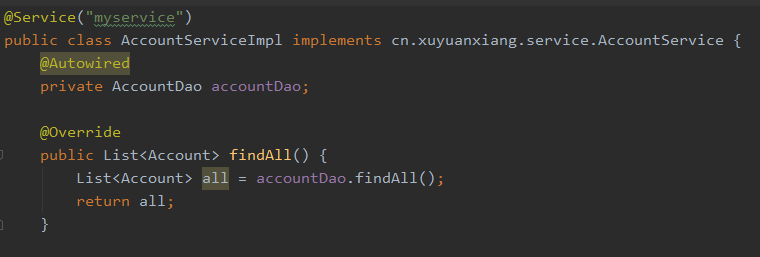 @Service("myservice")
public class AccountServiceImpl implements cn.xuyuanxiang.service.AccountService {
@Autowired
private AccountDao accountDao;
@Override
public List<Account> findAll() {
List<Account> all = accountDao.findAll();
return all;
}